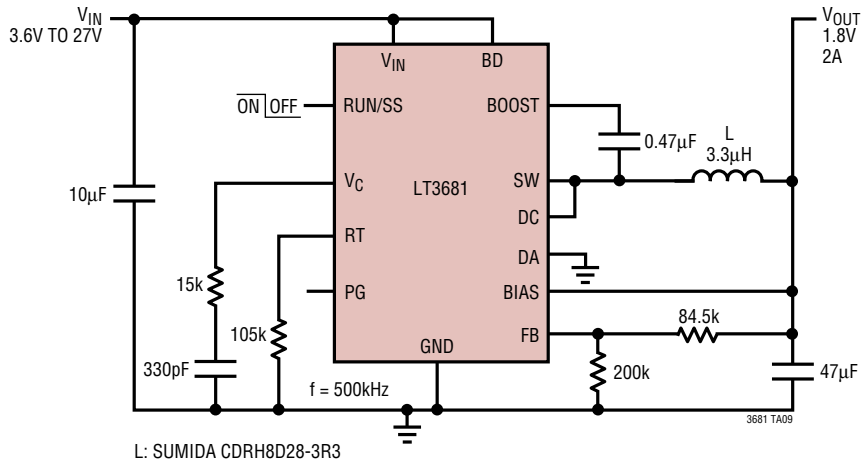 VIN
3.6V TO 27V
VOUT
1.8V
2A
VIN
BD
ON OFF
RUN/SS
BOOST
0.47µF
L
3.3µH
10µF
VC
LT3681
SW
DC
RT
DA
15k
PG
BIAS
105k
84.5k
FB
GND
330pF
f = 500kHz
200k
47µF
3681 TA09
L: SUMIDA CDRH8D28-3R3